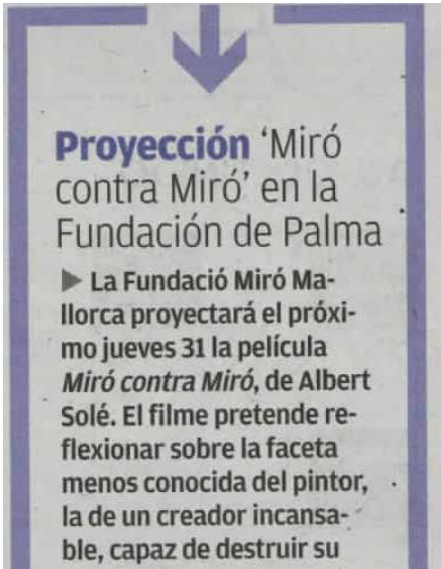 Proyección ‘Miró
contra Miró’ en la
Fundación de Palma
▶ La Fundació Miró Ma-
llorca proyectará el próxi-
mo jueves 31 la película
Miró contra Miró, de Albert
Solé. El filme pretende re-
flexionar sobre la faceta
menos conocida del pintor,
la de un creador incansa-
ble, capaz de destruir su